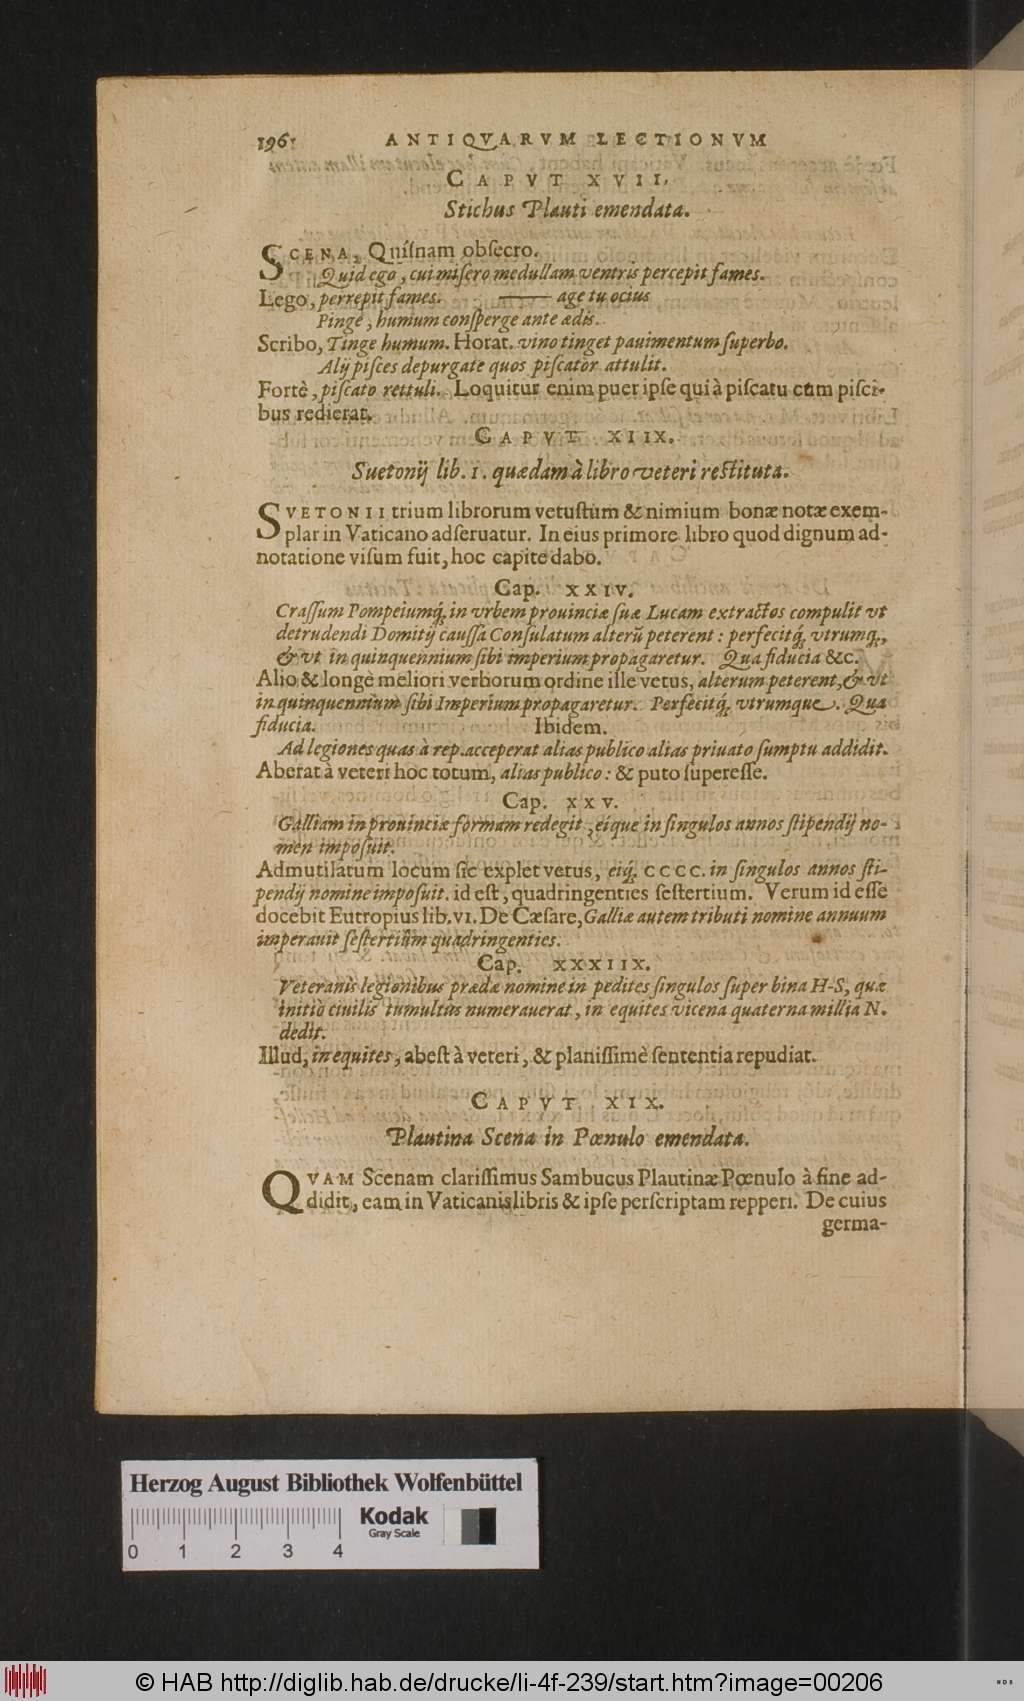 196 ANTIQVARVM LECTIONVM
CAPVT XVII.
Stichus Plauti emendata.
SCENA, Quiſnam obſecro.
Quid ego, cui miſero medullam ventris percepit fames.
Lego, perrepit fames. —— age tu ocius
Pinge, humum conſperge ante ædis.
Scribo, Tinge humum. Horat. vino tinget pauimentum ſuperbo.
Alij piſces depurgate quos piſcator attulit.
Fortè, piſcato rettuli. Loquitur enim puer ipſe qui à piſcatu cum piſci-
bus redierat.
CAPVT XIIX.
Suetonij lib. 1. quædam à libro veteri reſtituta.
SVETONII trium librorum vetuſtum & nimium bonæ notæ exem-
plar in Vaticano adſeruatur. In eius primore libro quod dignum ad-
notatione viſum fuit, hoc capite dabo.
Cap. XXIV.
Craſſum Pompeiumq́; in vrbem prouinciæ ſuæ Lucam extractos compulit vt
detrudendi Domitij cauſſa Conſulatum alterū peterent: perfecitq́; vtrumq;,
& vt in quinquennium ſibi imperium propagaretur. Qua fiducia &c.
Alio & longè meliori verborum ordine ille vetus, alterum peterent, & vt
in quinquennium ſibi Imperium propagaretur. Perfecitq́; vtrumque. Qua
fiducia. Ibidem.
Ad legiones quas à rep. acceperat alias publico alias priuato ſumptu addidit.
Aberat à veteri hoc totum, alias publico: & puto ſupereſſe.
Cap. XXV.
Galliam in prouinciæ formam redegit, eíque in ſingulos annos ſtipendij no-
men impoſuit.
Admutilatum locum ſic explet vetus, eiq́; CCCC. in ſingulos annos ſti-
pendij nomine impoſuit. id eſt, quadringenties ſeſtertium. Verum id eſſe
docebit Eutropius lib. VI. De Cæſare, Galliæ autem tributi nomine annuum
imperauit ſeſtertiûm quadringenties.
Cap. XXXIIX.
Veteranis legionibus prædæ nomine in pedites ſingulos ſuper bina H-S, quæ
initiò ciuilis tumultus numerauerat, in equites vicena quaterna millia N.
dedit.
Illud, in equites, abeſt à veteri, & planiſſimè ſententia repudiat.
CAPVT XIX.
Plautina Scena in Pœnulo emendata.
QVAM Scenam clariſſimus Sambucus Plautinæ Pœnulo à fine ad-
didit, eam in Vaticanis libris & ipſe perſcriptam repperi. De cuius
germa-
Herzog August Bibliothek Wolfenbüttel
Kodak
Gray Scale
0 1 2 3 4
© HAB http://diglib.hab.de/drucke/li-4f-239/start.htm?image=00206